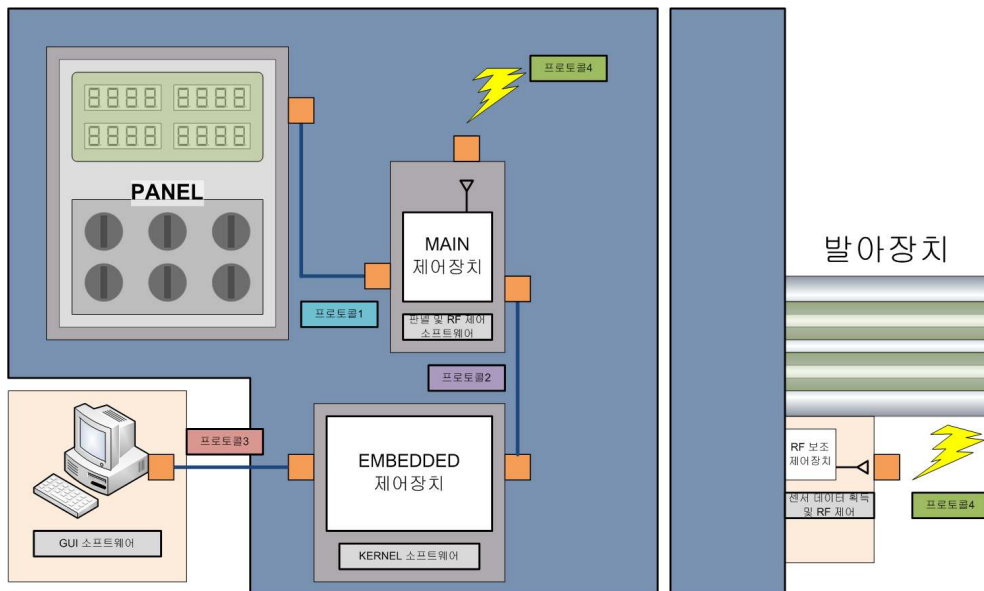 프로토콜4
8888 8888
8888 8888
PANEL
MAIN
제어장치
프로토콜1
판넬 및 RF 제어
소프트웨어
프로토콜2
프로토콜3
EMBEDDED
제어장치
GUI 소프트웨어
KERNEL 소프트웨어
발아장치
RF 보조
제어장치
센서 데이터 획득
및 RF 제어
프로토콜4